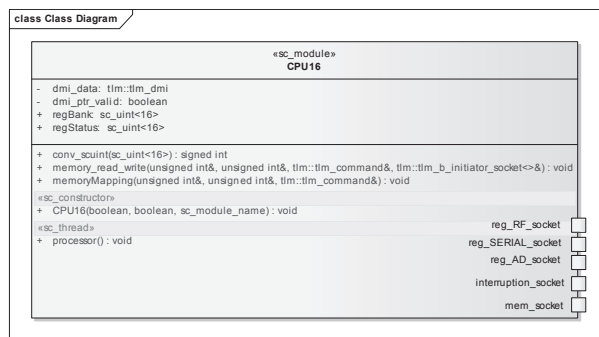 class Class Diagram
«sc_module»
CPU16
- dmi_data: tlm::tlm_dmi
- dmi_ptr_valid: boolean
+ regBank: sc_uint<16>
+ regStatus: sc_uint<16>
+ conv_scuint(sc_uint<16>) : signed int
+ memory_read_write(unsigned int&, unsigned int&, tlm::tlm_command&, tlm::tlm_b_initiator_socket<>&) : void
+ memoryMapping(unsigned int&, unsigned int&, tlm::tlm_command&) : void
«sc_constructor»
+ CPU16(boolean, boolean, sc_module_name) : void
«sc_thread»
+ processor() : void
reg_RF_socket
reg_SERIAL_socket
reg_AD_socket
interruption_socket
mem_socket